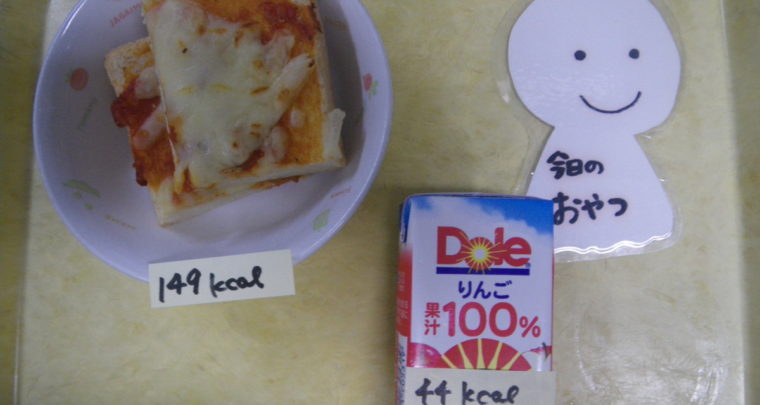 149 kcal
今日の
おやつ
Dole
りんご
果汁100%
44 kcal